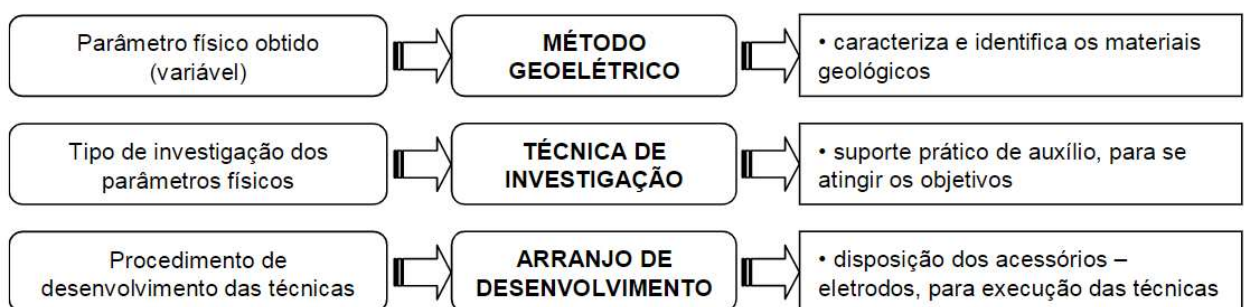 Parâmetro físico obtido
(variável)
MÉTODO
GEOELÉTRICO
• caracteriza e identifica os materiais
geológicos
Tipo de investigação dos
parâmetros físicos
TÉCNICA DE
INVESTIGAÇÃO
• suporte prático de auxílio, para se
atingir os objetivos
Procedimento de
desenvolvimento das técnicas
ARRANJO DE
DESENVOLVIMENTO
• disposição dos acessórios –
eletrodos, para execução das técnicas